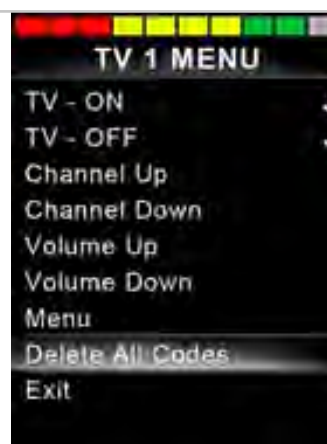 TV 1 MENU
TV - ON
TV - OFF
Channel Up
Channel Down
Volume Up
Volume Down
Menu
Delete All Codes
Exit